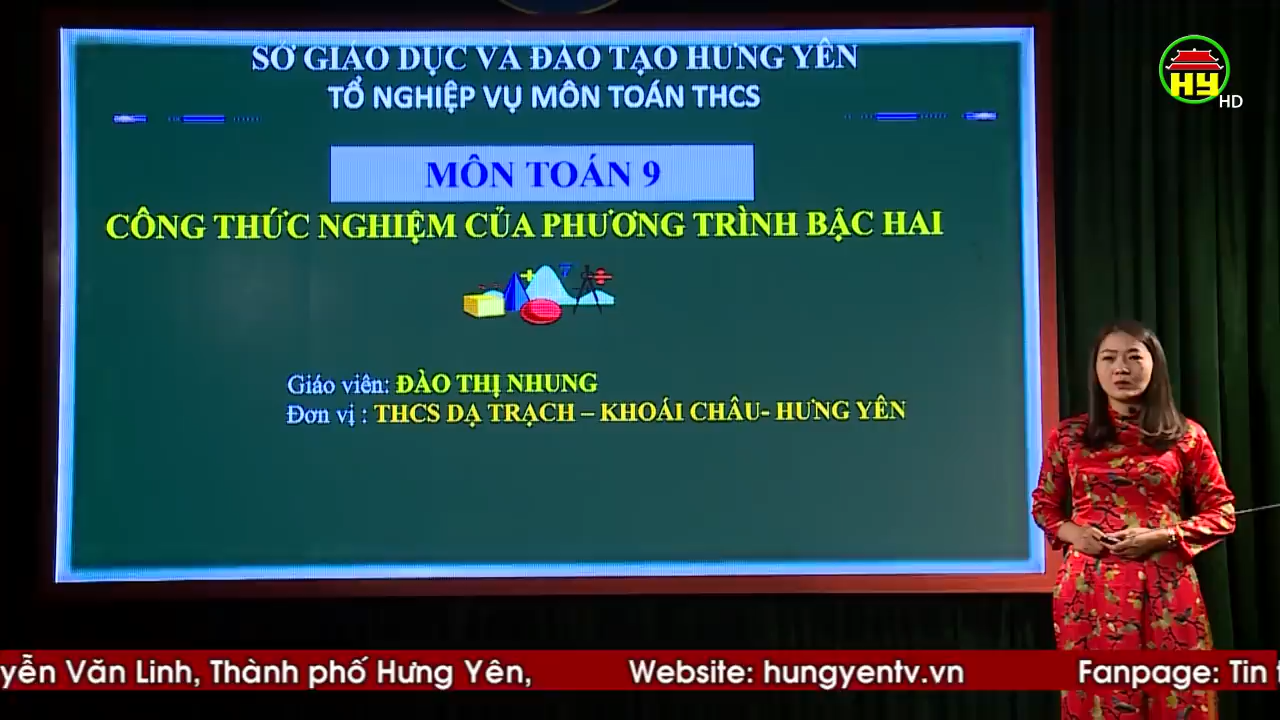 SỞ GIÁO DỤC VÀ ĐÀO TẠO HƯNG YÊN
TỔ NGHIỆP VỤ MÔN TOÁN THCS
MÔN TOÁN 9
CÔNG THỨC NGHIỆM CỦA PHƯƠNG TRÌNH BẬC HAI
Giáo viên: ĐÀO THỊ NHUNG
Đơn vị : THCS DẠ TRẠCH – KHOÁI CHÂU- HƯNG YÊN
HY
HD
Văn Linh, Thành phố Hưng Yên, Website: hungyentv.vn Fanpage: Tin